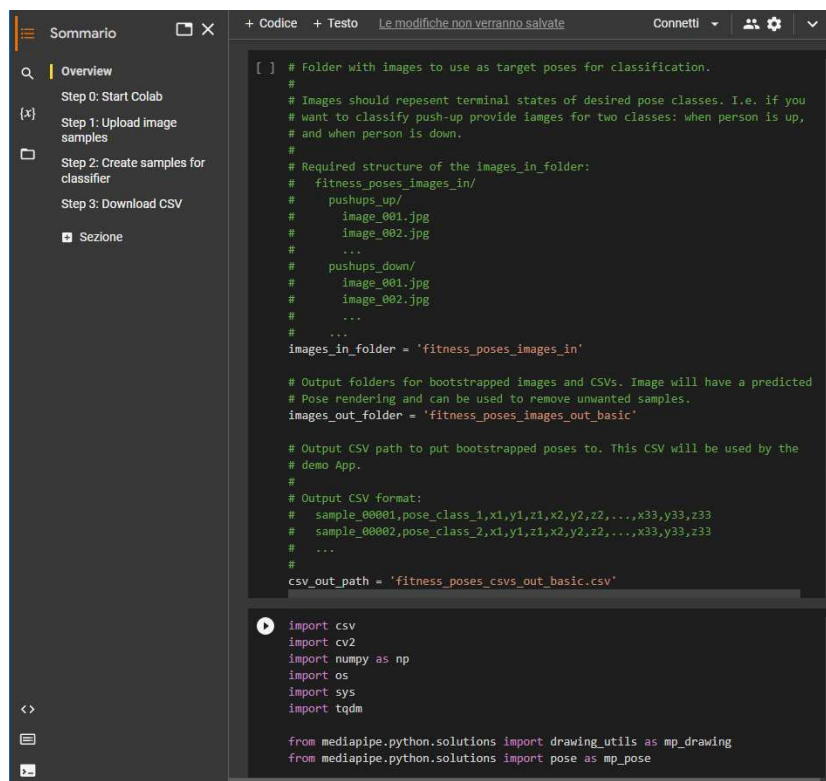 Sommario
Overview
Step 0: Start Colab
Step 1: Upload image
samples
Step 2: Create samples for
classifier
Step 3: Download CSV
Sezione
{x}
+ Codice + Testo Le modifiche non verranno salvate Connetti
[ ] # Folder with images to use as target poses for classification.
#
# Images should repesent terminal states of desired pose classes. I.e. if you
# want to classify push-up provide iamges for two classes: when person is up,
# and when person is down.
#
# Required structure of the images_in_folder:
#   fitness_poses_images_in/
#     pushups_up/
#       image_001.jpg
#       image_002.jpg
#       ...
#     pushups_down/
#       image_001.jpg
#       image_002.jpg
#       ...
#     ...
images_in_folder = 'fitness_poses_images_in'
# Output folders for bootstrapped images and CSVs. Image will have a predicted
# Pose rendering and can be used to remove unwanted samples.
images_out_folder = 'fitness_poses_images_out_basic'
# Output CSV path to put bootstrapped poses to. This CSV will be used by the
# demo App.
#
# Output CSV format:
#   sample_00001,pose_class_1,x1,y1,z1,x2,y2,z2,...,x33,y33,z33
#   sample_00002,pose_class_2,x1,y1,z1,x2,y2,z2,...,x33,y33,z33
#   ...
#
csv_out_path = 'fitness_poses_csvs_out_basic.csv'
import csv
import cv2
import numpy as np
import os
import sys
import tqdm
from mediapipe.python.solutions import drawing_utils as mp_drawing
from mediapipe.python.solutions import pose as mp_pose